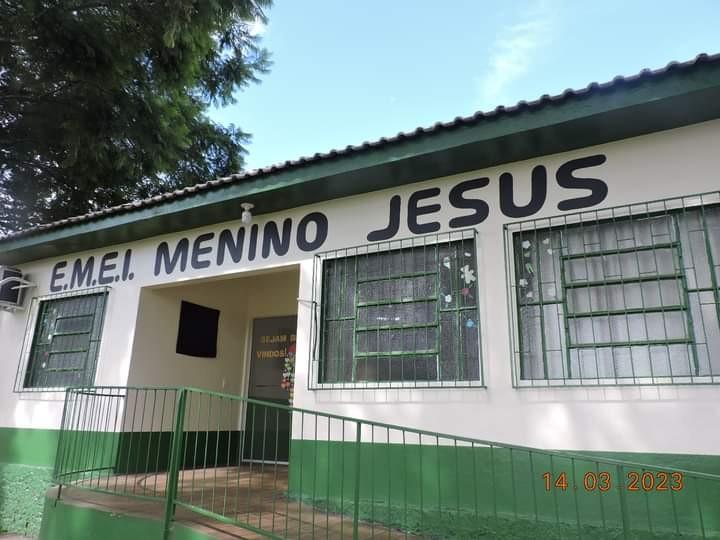 E.M.E.I. MENINO JESUS
SEJAM
VINDOS
14.03.2023